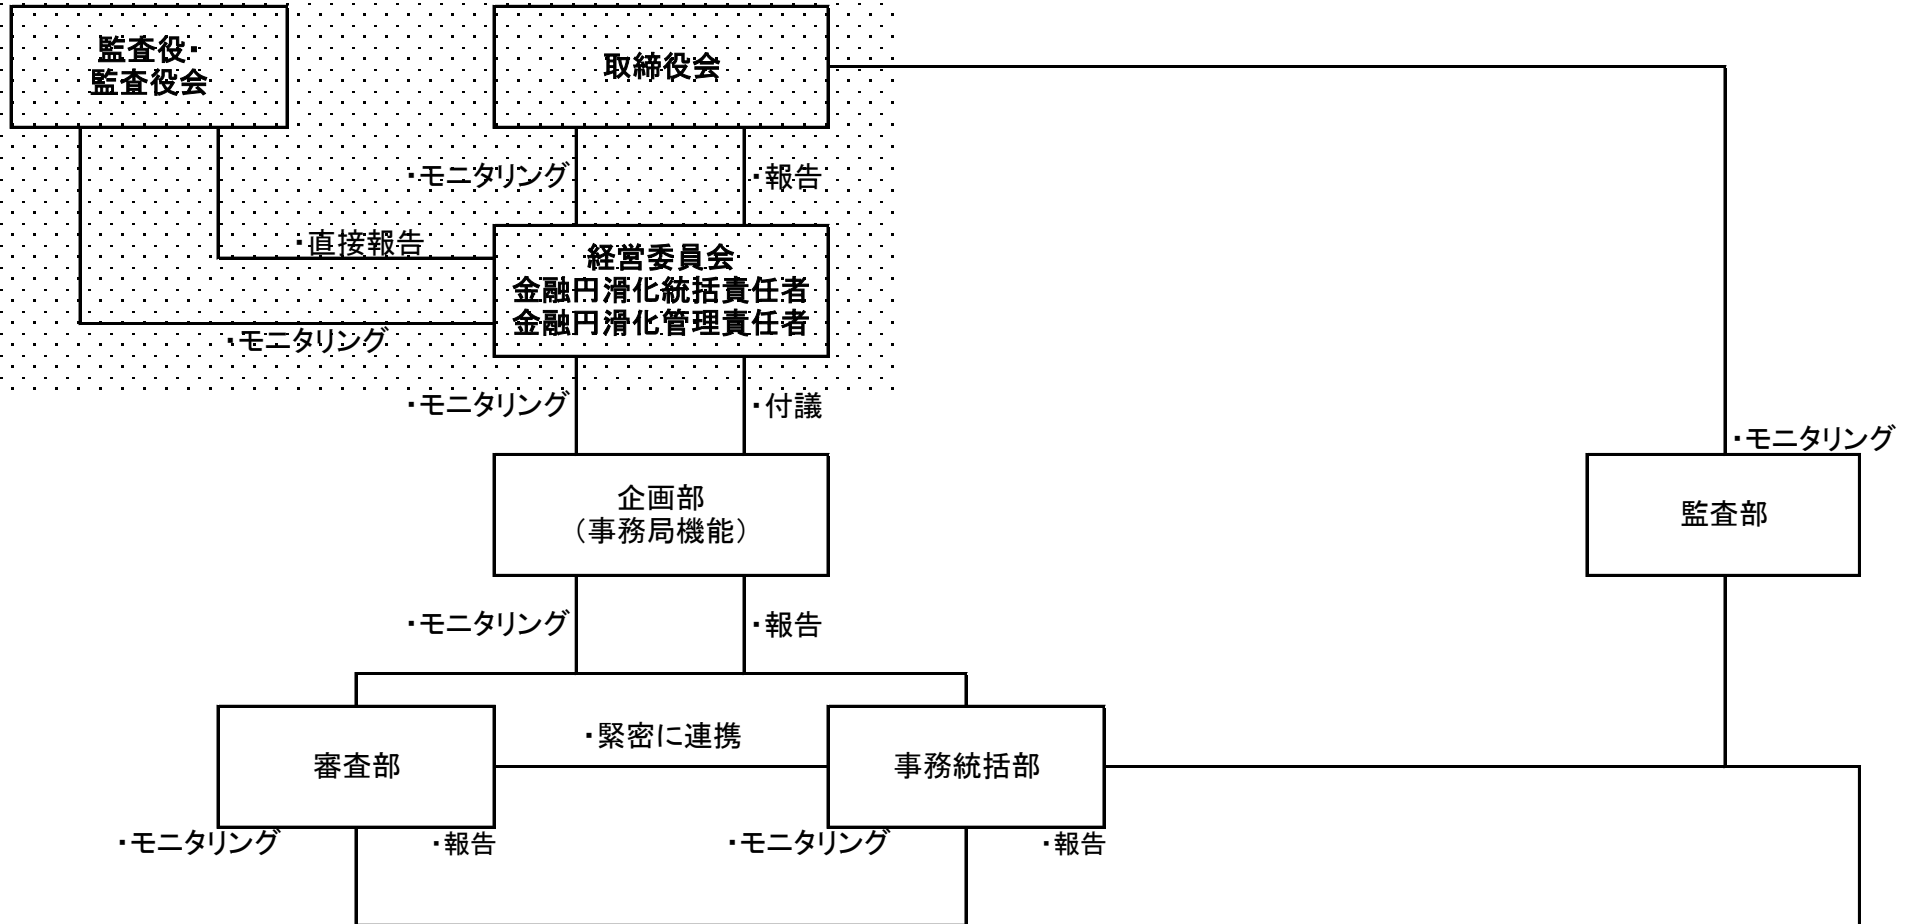 監査役・
監査役会
取締役会
・モニタリング
・報告
・直接報告
経営委員会
金融円滑化統括責任者
金融円滑化管理責任者
・モニタリング
・モニタリング
・付議
・モニタリング
企画部
（事務局機能）
監査部
・モニタリング
・報告
・緊密に連携
審査部
事務統括部
・モニタリング
・報告
・モニタリング
・報告